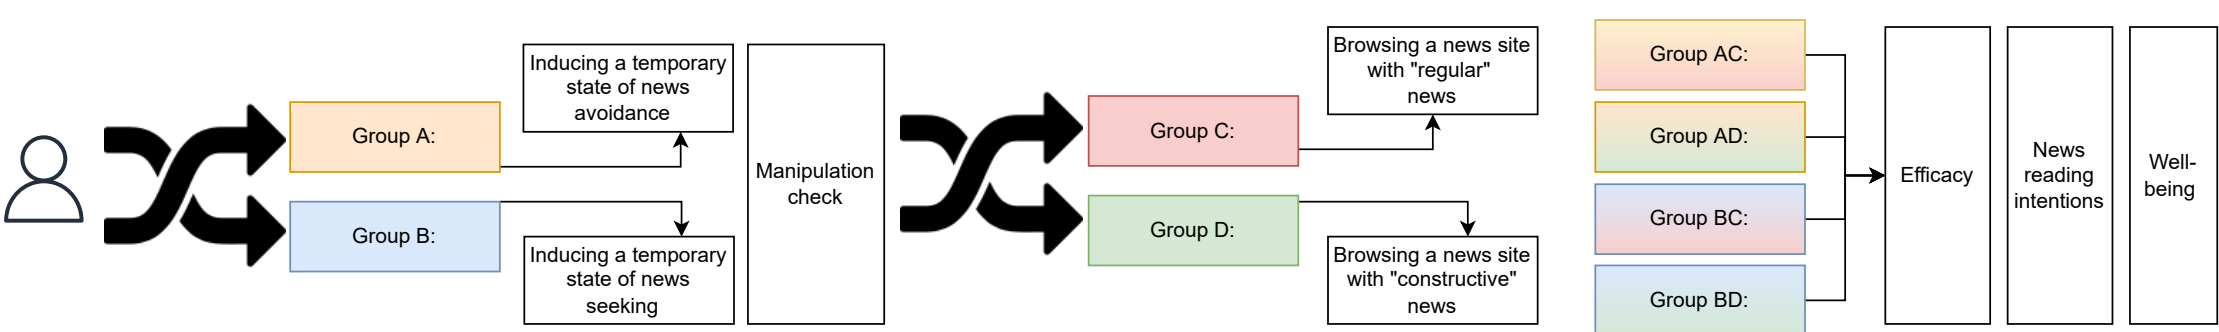 Group A:
Group B:
Inducing a temporary
state of news
avoidance
Inducing a temporary
state of news
seeking
Manipulation
check
Group C:
Group D:
Browsing a news site
with "regular"
news
Browsing a news site
with "constructive"
news
Group AC:
Group AD:
Group BC:
Group BD:
Efficacy
News
reading
intentions
Well-
being